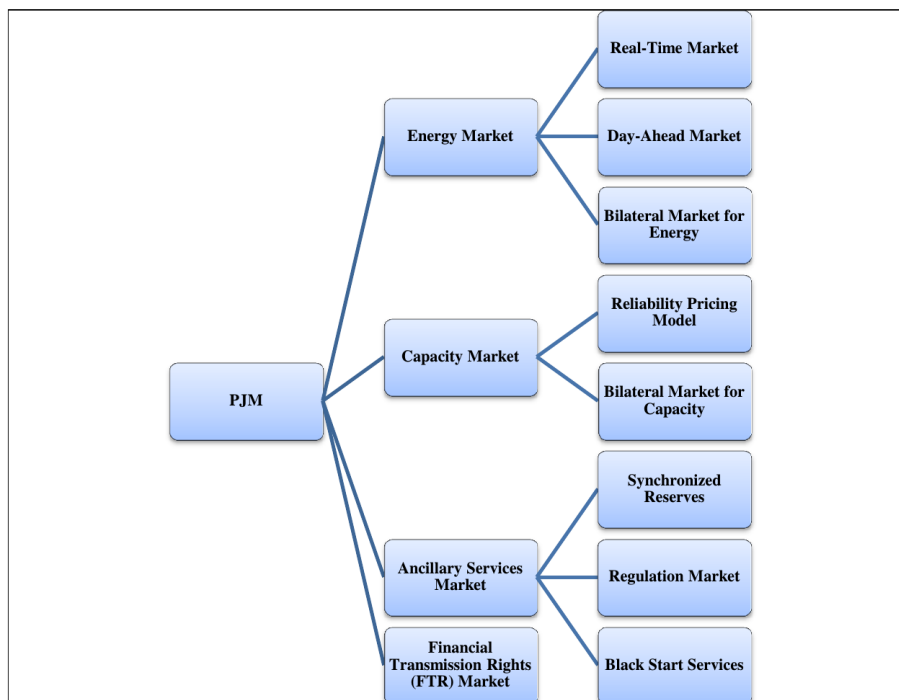 PJM
Energy Market
Real-Time Market
Day-Ahead Market
Bilateral Market for
Energy
Capacity Market
Reliability Pricing
Model
Bilateral Market for
Capacity
Ancillary Services
Market
Synchronized
Reserves
Regulation Market
Black Start Services
Financial
Transmission Rights
(FTR) Market